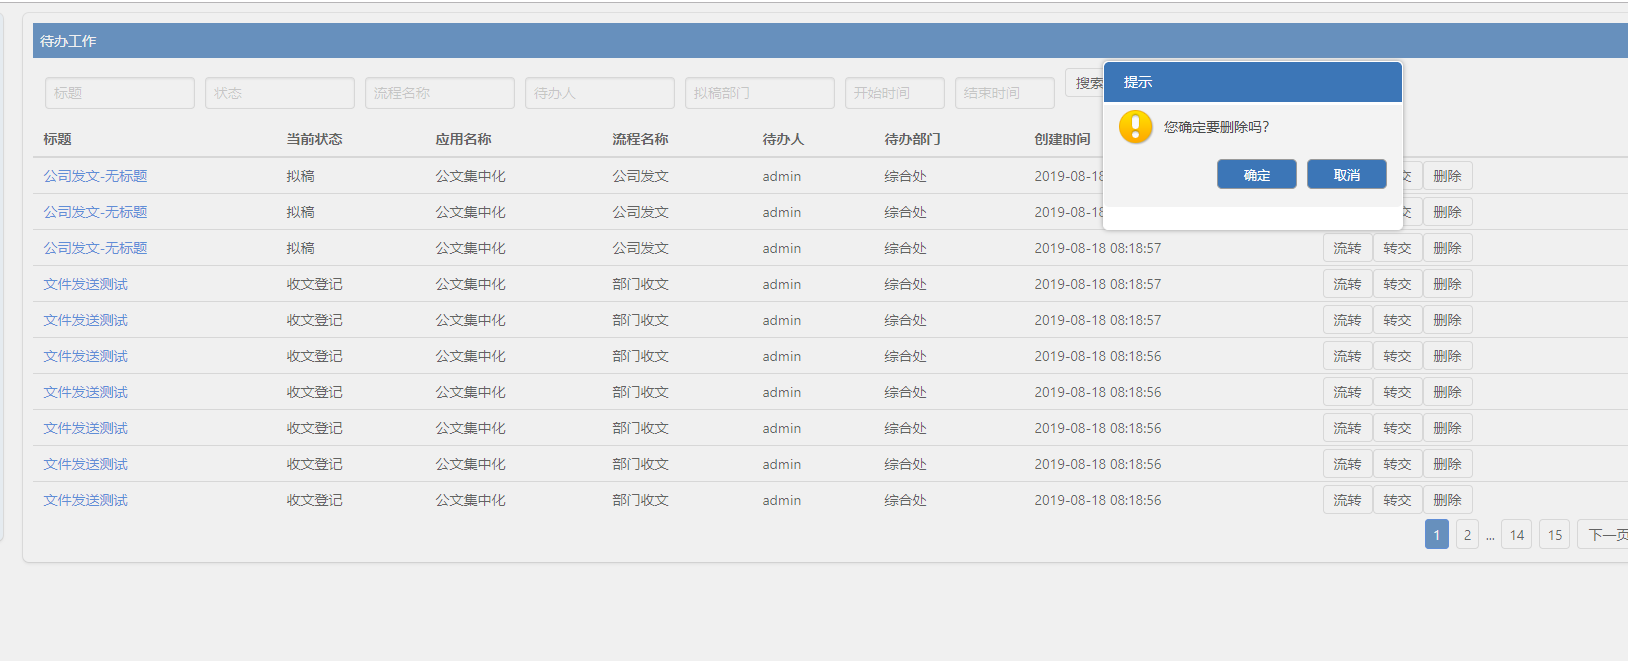 待办工作
标题 状态 流程名称 待办人 拟稿部门 开始时间 结束时间 搜索
提示
您确定要删除吗?
确定 取消
标题 当前状态 应用名称 流程名称 待办人 待办部门 创建时间
公司发文-无标题 拟稿 公文集中化 公司发文 admin 综合处 2019-08-18 交 删除
公司发文-无标题 拟稿 公文集中化 公司发文 admin 综合处 2019-08-18 交 删除
公司发文-无标题 拟稿 公文集中化 公司发文 admin 综合处 2019-08-18 08:18:57 流转 转交 删除
文件发送测试 收文登记 公文集中化 部门收文 admin 综合处 2019-08-18 08:18:57 流转 转交 删除
文件发送测试 收文登记 公文集中化 部门收文 admin 综合处 2019-08-18 08:18:57 流转 转交 删除
文件发送测试 收文登记 公文集中化 部门收文 admin 综合处 2019-08-18 08:18:56 流转 转交 删除
文件发送测试 收文登记 公文集中化 部门收文 admin 综合处 2019-08-18 08:18:56 流转 转交 删除
文件发送测试 收文登记 公文集中化 部门收文 admin 综合处 2019-08-18 08:18:56 流转 转交 删除
文件发送测试 收文登记 公文集中化 部门收文 admin 综合处 2019-08-18 08:18:56 流转 转交 删除
文件发送测试 收文登记 公文集中化 部门收文 admin 综合处 2019-08-18 08:18:56 流转 转交 删除
1 2 ... 14 15 下一页